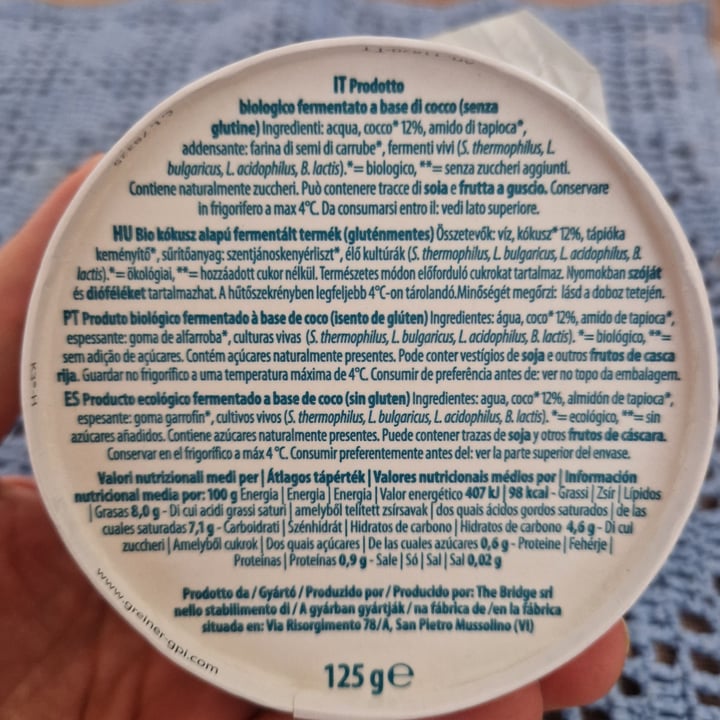 IT Prodotto
biologico fermentato a base di cocco (senza
glutine) Ingredienti: acqua, cocco* 12%, amido di tapioca*,
addensante: farina di semi di carrube*, fermenti vivi (S. thermophilus, L.
bulgaricus, L. acidophilus, B. lactis).*= biologico, **= senza zuccheri aggiunti.
Contiene naturalmente zuccheri. Può contenere tracce di soia e frutta a guscio. Conservare
in frigorifero a max 4°C. Da consumarsi entro il: vedi lato superiore.
HU Bio kókusz alapú fermentált termék (gluténmentes) Összetevők: víz, kókusz* 12%, tápióka
keményítő*, sűrítőanyag: szentjánoskenyérliszt*, élő kultúrák (S. thermophilus, L. bulgaricus, L. acidophilus, B.
lactis).*= ökológiai, **= hozzáadott cukor nélkül. Természetes módon előforduló cukrokat tartalmaz. Nyomokban szóját
és dióféléket tartalmazhat. A hűtőszekrényben legfeljebb 4°C-on tárolandó.Minőségét megőrzi: lásd a doboz tetején.
PT Produto biológico fermentado à base de coco (isento de glúten) Ingredientes: água, coco* 12%, amido de tapioca*,
espessante: goma de alfarroba*, culturas vivas (S. thermophilus, L. bulgaricus, L. acidophilus, B. lactis). *= biológico, **=
sem adição de açúcares. Contém açúcares naturalmente presentes. Pode conter vestígios de soja e outros frutos de casca
rija. Guardar no frigorífico a uma temperatura máxima de 4°C. Consumir de preferência antes de: ver no topo da embalagem.
ES Producto ecológico fermentado a base de coco (sin gluten) Ingredientes: agua, coco* 12%, almidón de tapioca*,
espesante: goma garrofin*, cultivos vivos (S. thermophilus, L. bulgaricus, L. acidophilus, B. lactis). *= ecológico, **= sin
azúcares añadidos. Contiene azúcares naturalmente presentes. Puede contener trazas de soja y otros frutos de cáscara.
Conservar en el frigorífico a máx 4°C. Consumir preferentemente antes del: ver la parte superior del envase.
Valori nutrizionali medi per | Átlagos tápérték | Valores nutricionais médios por | Información
nutricional media por: 100 g Energia | Energia | Energia | Valor energético 407 kJ | 98 kcal - Grassi | Zsír | Lípidos
| Grasas 8,0 g - Di cui acidi grassi saturi | amelyből telített zsírsavak | dos quais ácidos gordos saturados | de las
cuales saturadas 7,1 g - Carboidrati | Szénhidrát | Hidratos de carbono | Hidratos de carbono 4,6 g - Di cui
zuccheri | Amelyből cukrok | Dos quais açúcares | De las cuales azúcares 0,6 g - Proteine | Fehérje |
Proteínas | Proteínas 0,9 g - Sale | Só | Sal | Sal 0,02 g
Prodotto da / Gyártó / Produzido por / Producido por: The Bridge srl
nello stabilimento di / A gyárban gyártják / na fábrica de /en la fábrica
situada en: Via Risorgimento 78/A, San Pietro Mussolino (VI)
125 g ℮
www.greiner-gpi.com